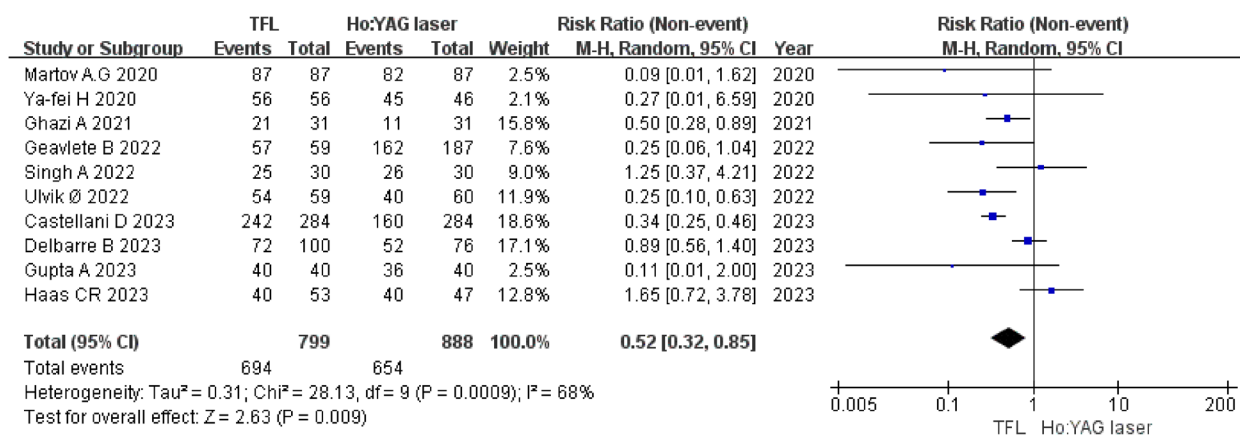 TFL Ho:YAG laser Risk Ratio (Non-event) Risk Ratio (Non-event)
Study or Subgroup Events Total Events Total Weight M-H, Random, 95% CI Year M-H, Random, 95% CI
Martov A.G 2020 87 87 82 87 2.5% 0.09 [0.01, 1.62] 2020
Ya-fei H 2020 56 56 45 46 2.1% 0.27 [0.01, 6.59] 2020
Ghazi A 2021 21 31 11 31 15.8% 0.50 [0.28, 0.89] 2021
Geavlete B 2022 57 59 162 187 7.6% 0.25 [0.06, 1.04] 2022
Singh A 2022 25 30 26 30 9.0% 1.25 [0.37, 4.21] 2022
Ulvik Ø 2022 54 59 40 60 11.9% 0.25 [0.10, 0.63] 2022
Castellani D 2023 242 284 160 284 18.6% 0.34 [0.25, 0.46] 2023
Delbarre B 2023 72 100 52 76 17.1% 0.89 [0.56, 1.40] 2023
Gupta A 2023 40 40 36 40 2.5% 0.11 [0.01, 2.00] 2023
Haas CR 2023 40 53 40 47 12.8% 1.65 [0.72, 3.78] 2023
Total (95% CI) 799 888 100.0% 0.52 [0.32, 0.85]
Total events 694 654
Heterogeneity: Tau² = 0.31; Chi² = 28.13, df = 9 (P = 0.0009); I² = 68%
Test for overall effect: Z = 2.63 (P = 0.009)
0.005 0.1 1 10 200
TFL Ho:YAG laser